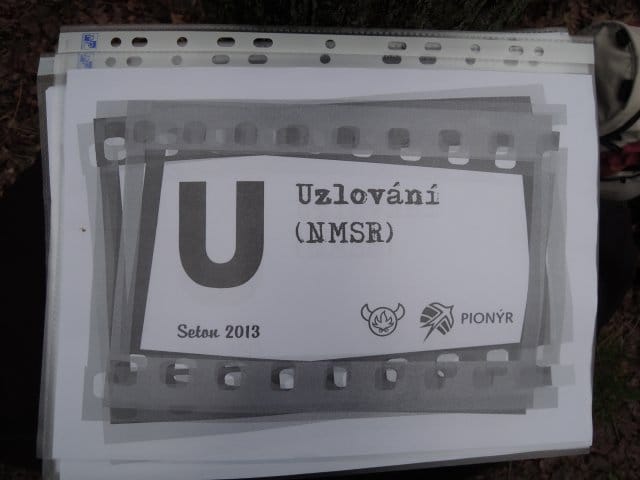 U
Uzlování
(NMSR)
Seton 2013
PIONÝR